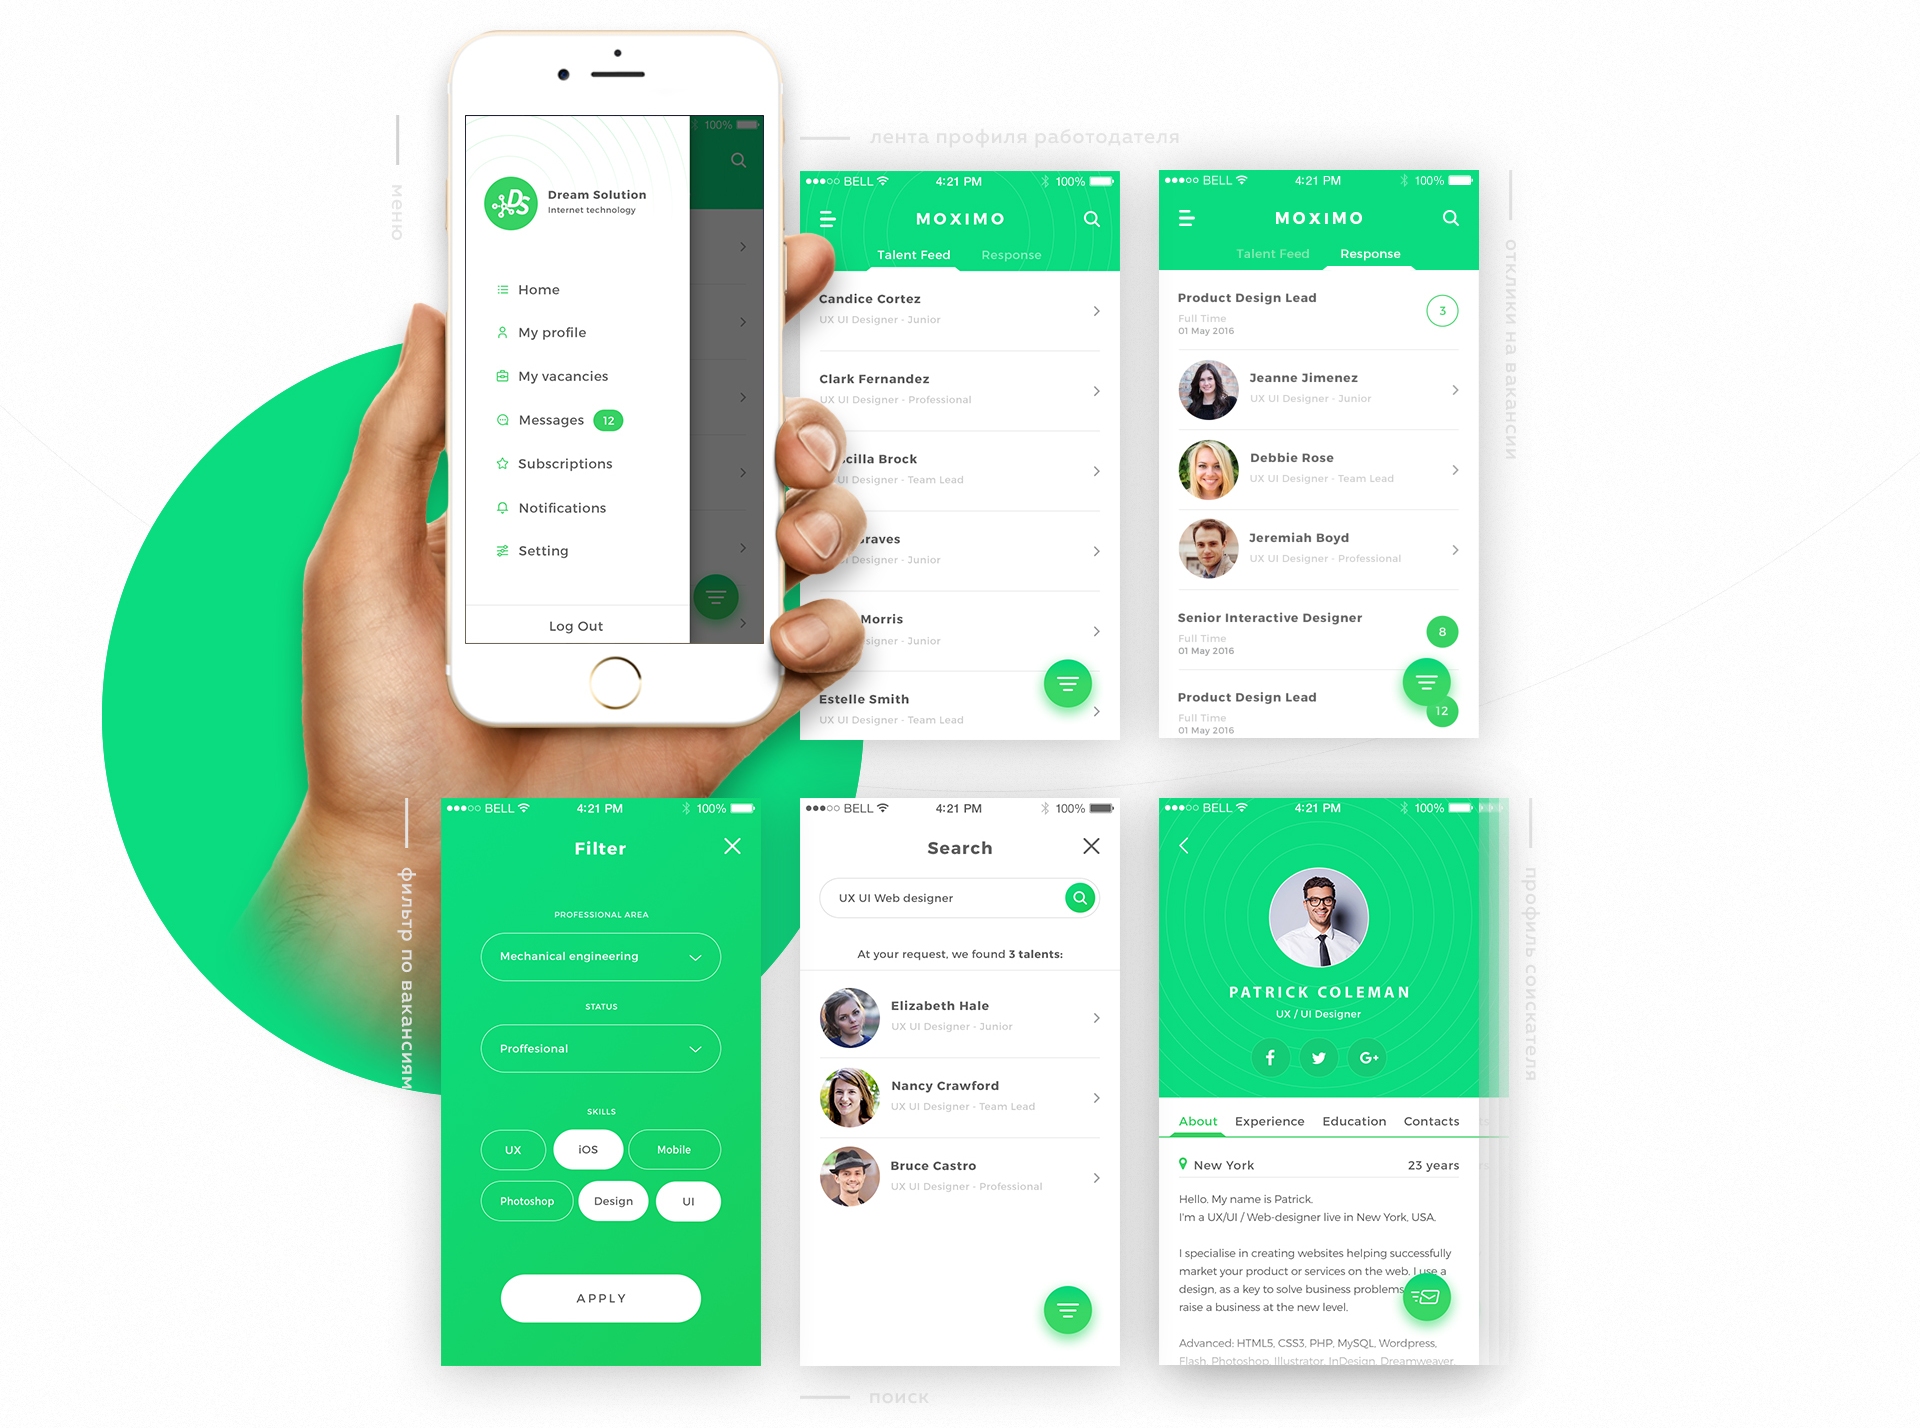 меню
100%
Dream Solution
Internet technology
Home
My profile
My vacancies
Messages 12
Subscriptions
Notifications
Setting
Log Out
лента профиля работодателя
BELL 4:21 PM 100%
MOXIMO
Talent Feed Response
Candice Cortez
UX UI Designer - Junior
Clark Fernandez
UX UI Designer - Professional
cilla Brock
UI Designer - Team Lead
raves
Designer - Junior
Morris
signer - Junior
Estelle Smith
UX UI Designer - Team Lead
отклики на вакансии
BELL 4:21 PM 100%
MOXIMO
Talent Feed Response
Product Design Lead
Full Time
01 May 2016
3
Jeanne Jimenez
UX UI Designer - Junior
Debbie Rose
UX UI Designer - Team Lead
Jeremiah Boyd
UX UI Designer - Professional
Senior Interactive Designer
Full Time
01 May 2016
8
Product Design Lead
Full Time
01 May 2016
12
фильтр по вакансиям
BELL 4:21 PM 100%
Filter
PROFESSIONAL AREA
Mechanical engineering
STATUS
Proffesional
SKILLS
UX iOS Mobile
Photoshop Design UI
APPLY
BELL 4:21 PM 100%
Search
UX UI Web designer
At your request, we found 3 talents:
Elizabeth Hale
UX UI Designer - Junior
Nancy Crawford
UX UI Designer - Team Lead
Bruce Castro
UX UI Designer - Professional
поиск
профиль соискателя
BELL 4:21 PM 100%
PATRICK COLEMAN
UX / UI Designer
f G+
About Experience Education Contacts
New York 23 years
Hello. My name is Patrick.
I'm a UX/UI / Web-designer live in New York, USA.
I specialise in creating websites helping successfully
market your product or services on the web. I use a
design, as a key to solve business problems
raise a business at the new level.
Advanced: HTML5, CSS3, PHP, MySQL, Wordpress,
Flash, Photoshop, Illustrator, InDesign, Dreamweaver,